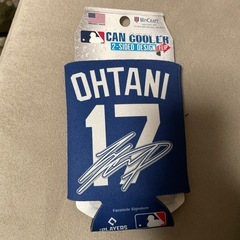 WINCRAFT
CAN COOLER
2-SIDED DESIGN
OHTANI
17
Facsimile Signature
PLAYERS